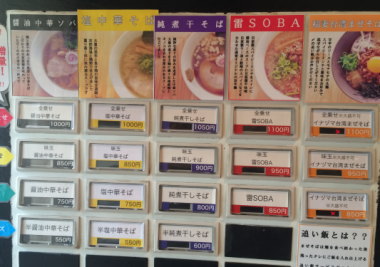 醤油中華ソバ
塩中華そば
純煮干そば
雷SOBA
増量！
全乗せ
醤油中華そば
1000円
全乗せ
塩中華そば
1000円
全乗せ
純煮干しそば
1050円
全乗せ
雷SOBA
1100円
全乗せ
イナズマ台湾まぜそば
1100円
味玉
醤油中華そば
850円
味玉
塩中華そば
850円
味玉
純煮干しそば
900円
味玉
雷SOBA
950円
味玉
イナズマ台湾まぜそば
950円
醤油中華そば
750円
塩中華そば
750円
純煮干しそば
800円
雷SOBA
850円
イナズマ台湾まぜそば
850円
半醤油中華そば
550円
半塩中華そば
550円
半純煮干そば
600円
追い飯とは？？